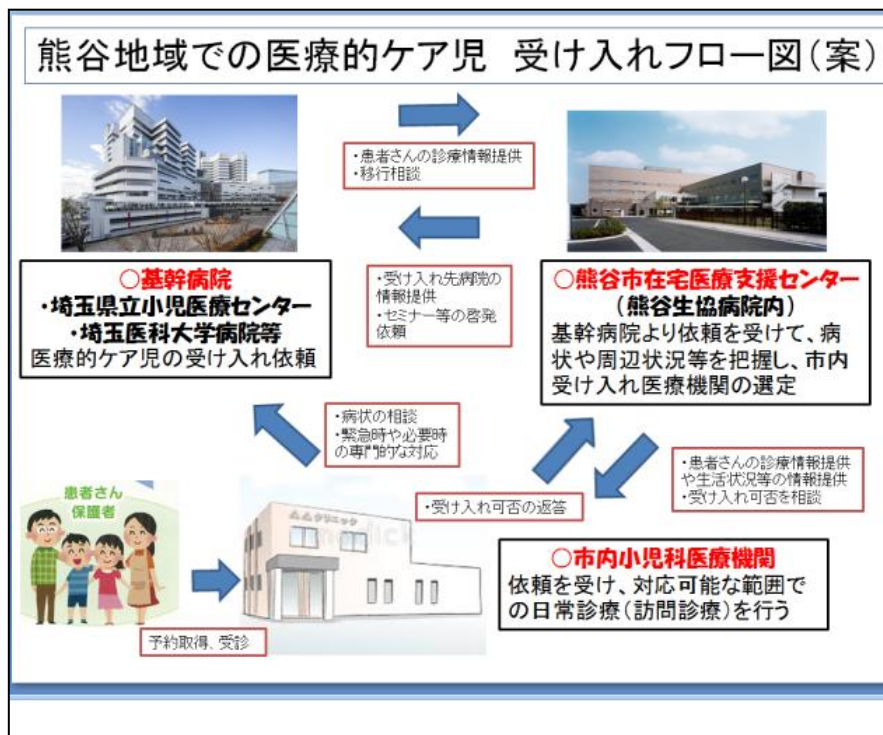 熊谷地域での医療的ケア児 受け入れフロー図(案)
・患者さんの診療情報提供
・移行相談
・受け入れ先病院の
情報提供
・セミナー等の啓発
依頼
○基幹病院
・埼玉県立小児医療センター
・埼玉医科大学病院等
医療的ケア児の受け入れ依頼
○熊谷市在宅医療支援センター
(熊谷生協病院内)
基幹病院より依頼を受けて、病
状や周辺状況等を把握し、市内
受け入れ医療機関の選定
・病状の相談
・緊急時や必要時
の専門的な対応
・患者さんの診療情報提供
や生活状況等の情報提供
・受け入れ可否を相談
・受け入れ可否の返答
患者さん
保護者
クリニック
予約取得、受診
○市内小児科医療機関
依頼を受け、対応可能な範囲で
の日常診療(訪問診療)を行う